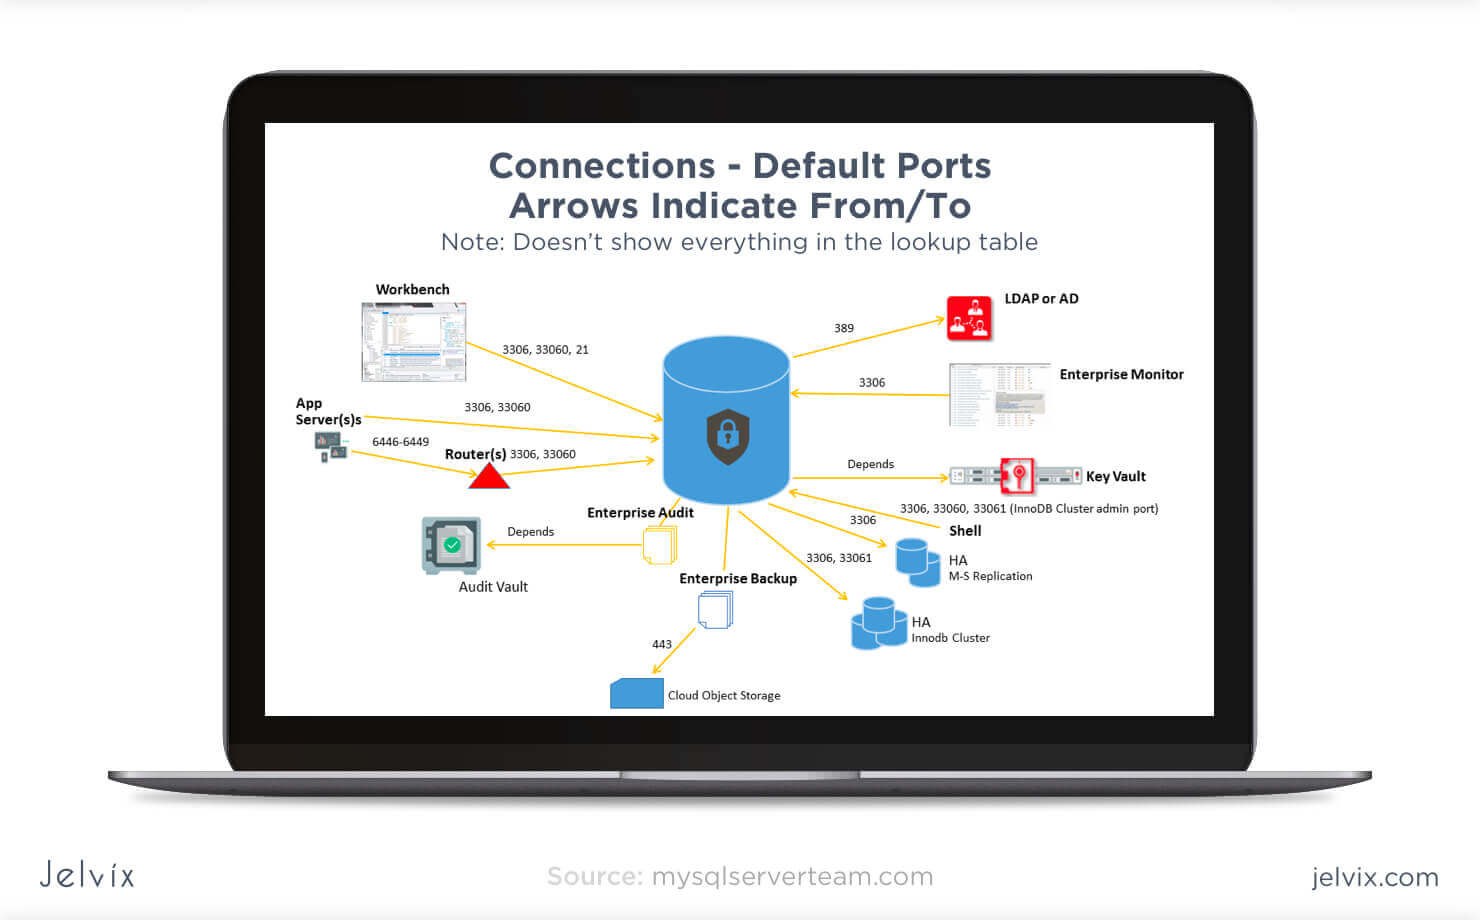 Connections - Default Ports
Arrows Indicate From/To
Note: Doesn't show everything in the lookup table
Workbench
LDAP or AD
389
3306, 33060, 21
Enterprise Monitor
3306
App
Server(s)s
3306, 33060
6446-6449
Router(s) 3306, 33060
Depends
Key Vault
3306, 33060, 33061 (InnoDB Cluster admin port)
Shell
Enterprise Audit
3306
Depends
HA
M-S Replication
3306, 33061
Audit Vault
Enterprise Backup
HA
Innodb Cluster
443
Cloud Object Storage
Jelvix
Source: mysqlserverteam.com
jelvix.com